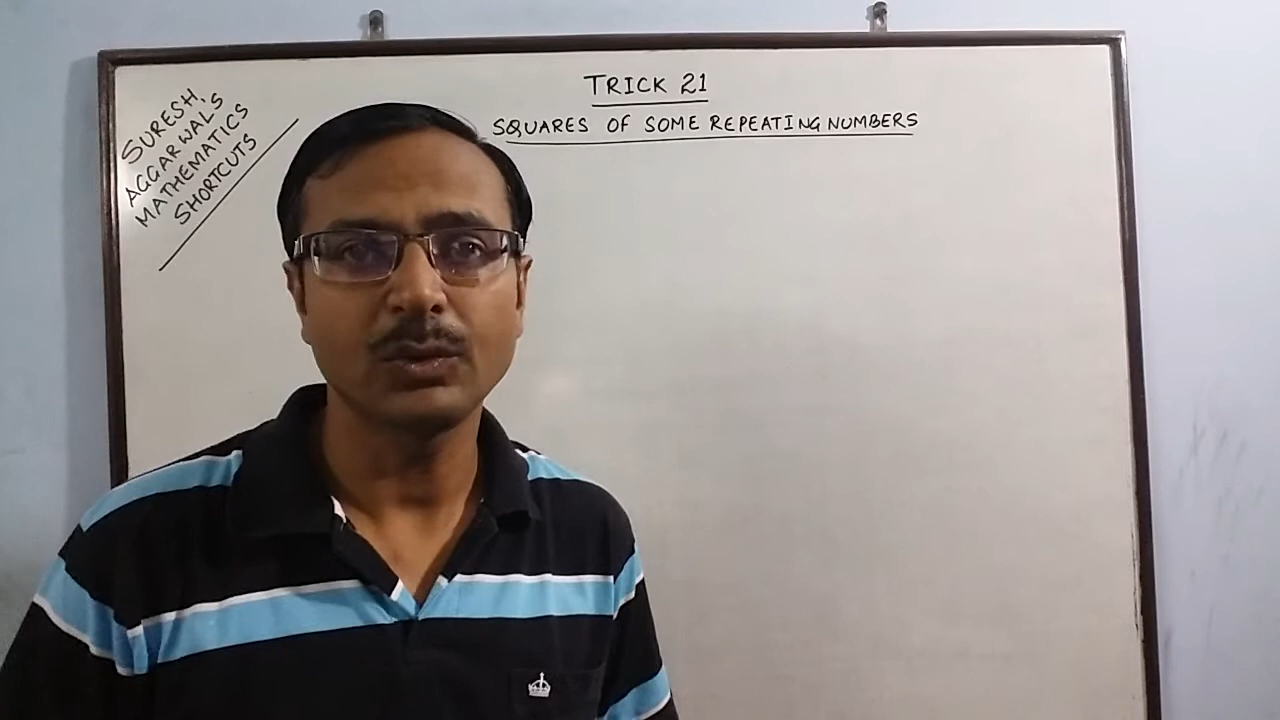 SURESH
AGGARWAL'S
MATHEMATICS
SHORTCUTS
TRICK 21
SQUARES OF SOME REPEATING NUMBERS